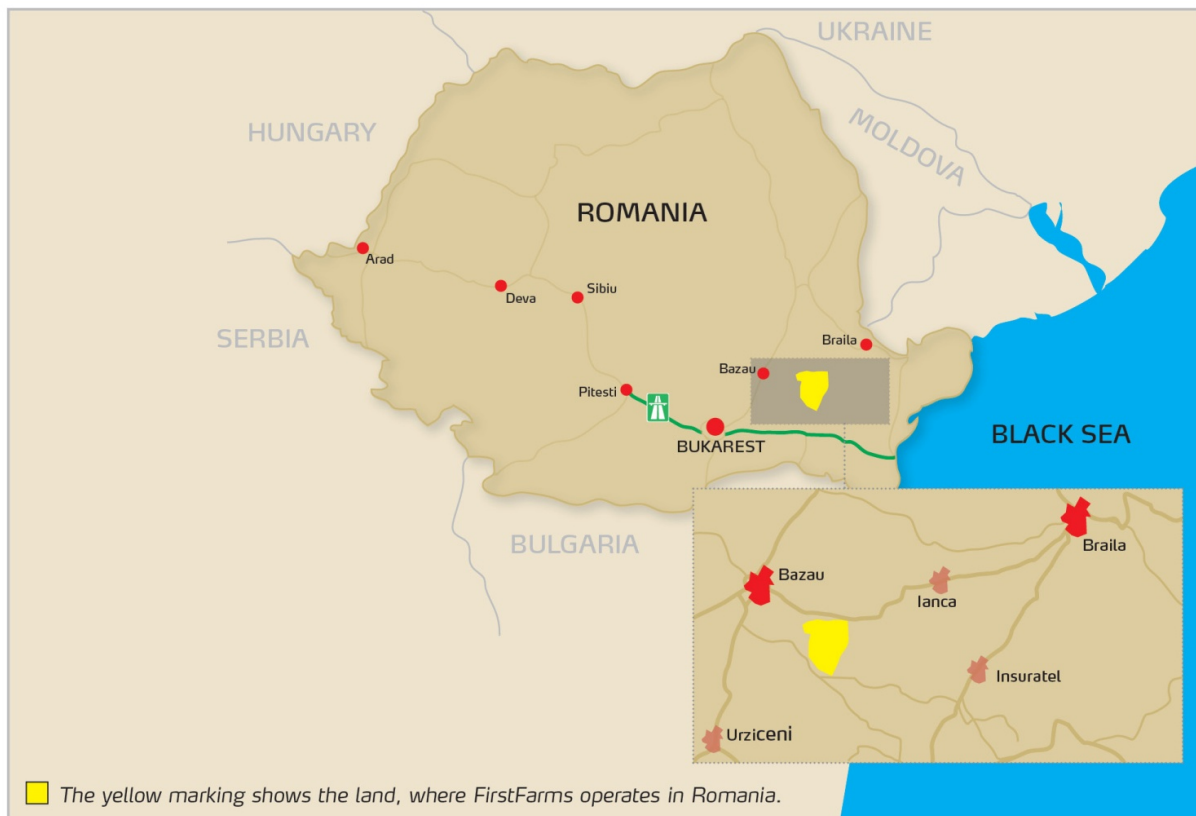 UKRAINE
HUNGARY
MOLDOVA
ROMANIA
Arad
Deva
Sibiu
SERBIA
Braila
Bazau
Pitesti
BUKAREST
BLACK SEA
BULGARIA
Braila
Bazau
Ianca
Insuratel
Urziceni
The yellow marking shows the land, where FirstFarms operates in Romania.